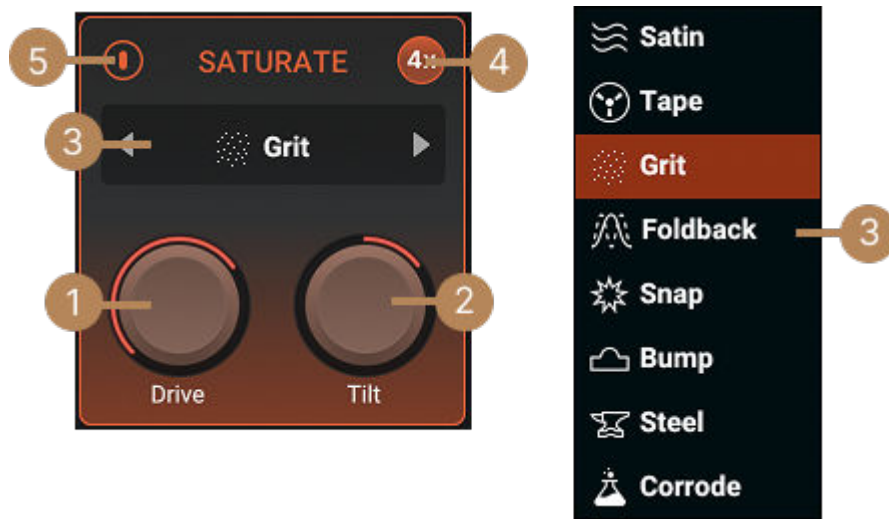 5 SATURATE 4x 4
3 Grit
1 2
Drive Tilt
Satin
Tape
Grit
Foldback 3
Snap
Bump
Steel
Corrode